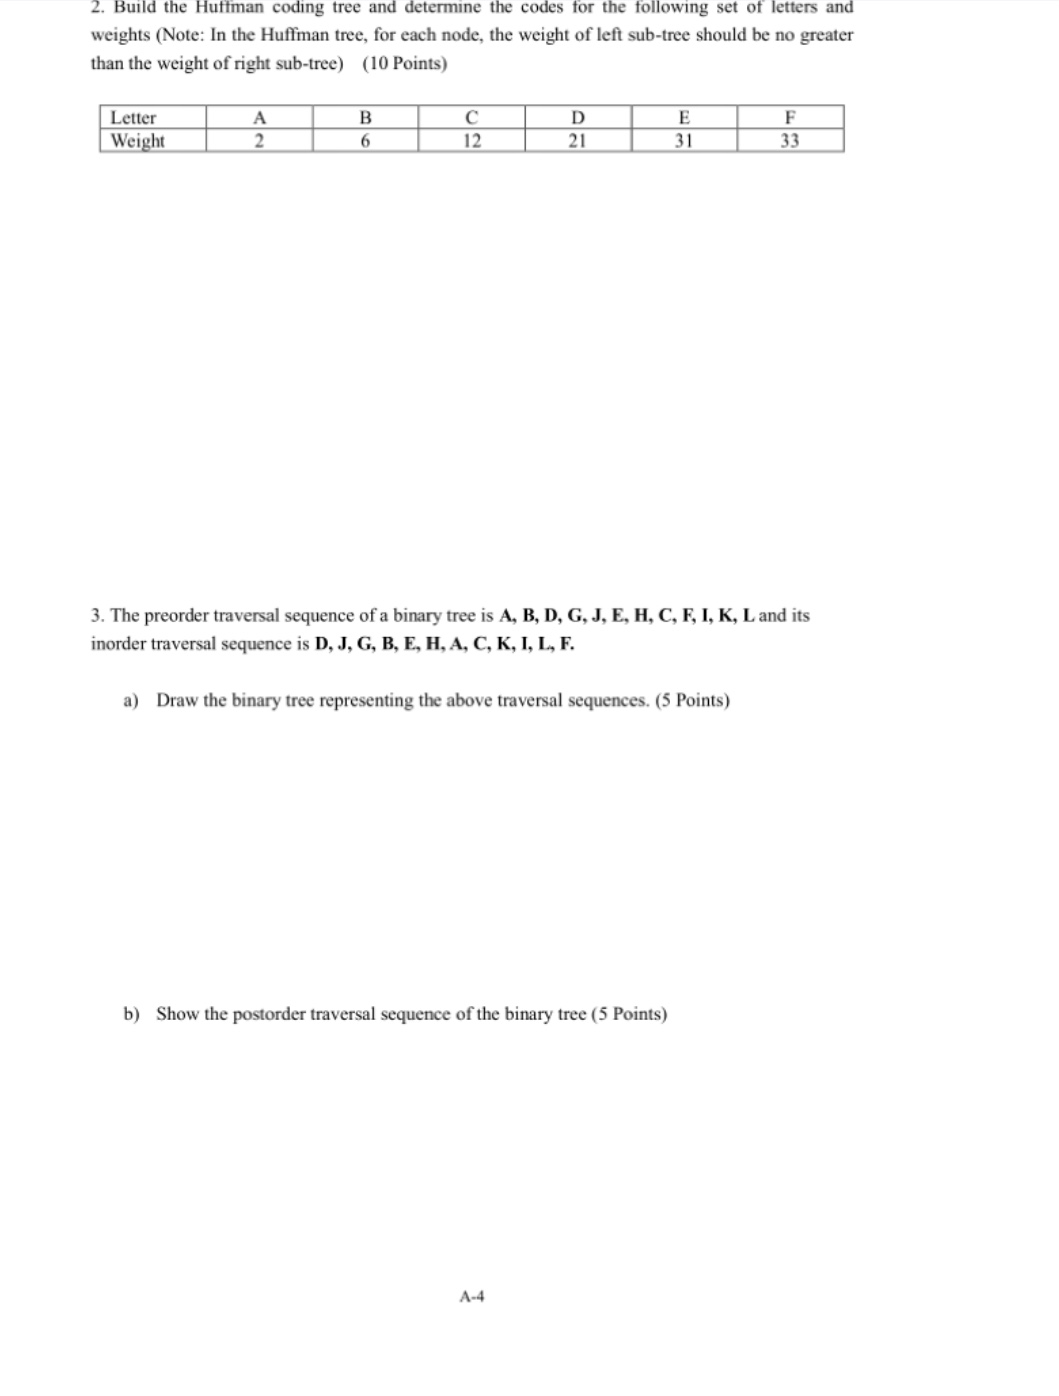 2. Build the Huffman coding tree and determine the codes for the following set of letters and
weights (Note: In the Huffman tree, for each node, the weight of left sub-tree should be no greater
than the weight of right sub-tree) (10 Points)
Letter A B C D E F
Weight 2 6 12 21 31 33
3. The preorder traversal sequence of a binary tree is A, B, D, G, J, E, H, C, F, I, K, L and its
inorder traversal sequence is D, J, G, B, E, H, A, C, K, I, L, F.
a) Draw the binary tree representing the above traversal sequences. (5 Points)
b) Show the postorder traversal sequence of the binary tree (5 Points)
A-4